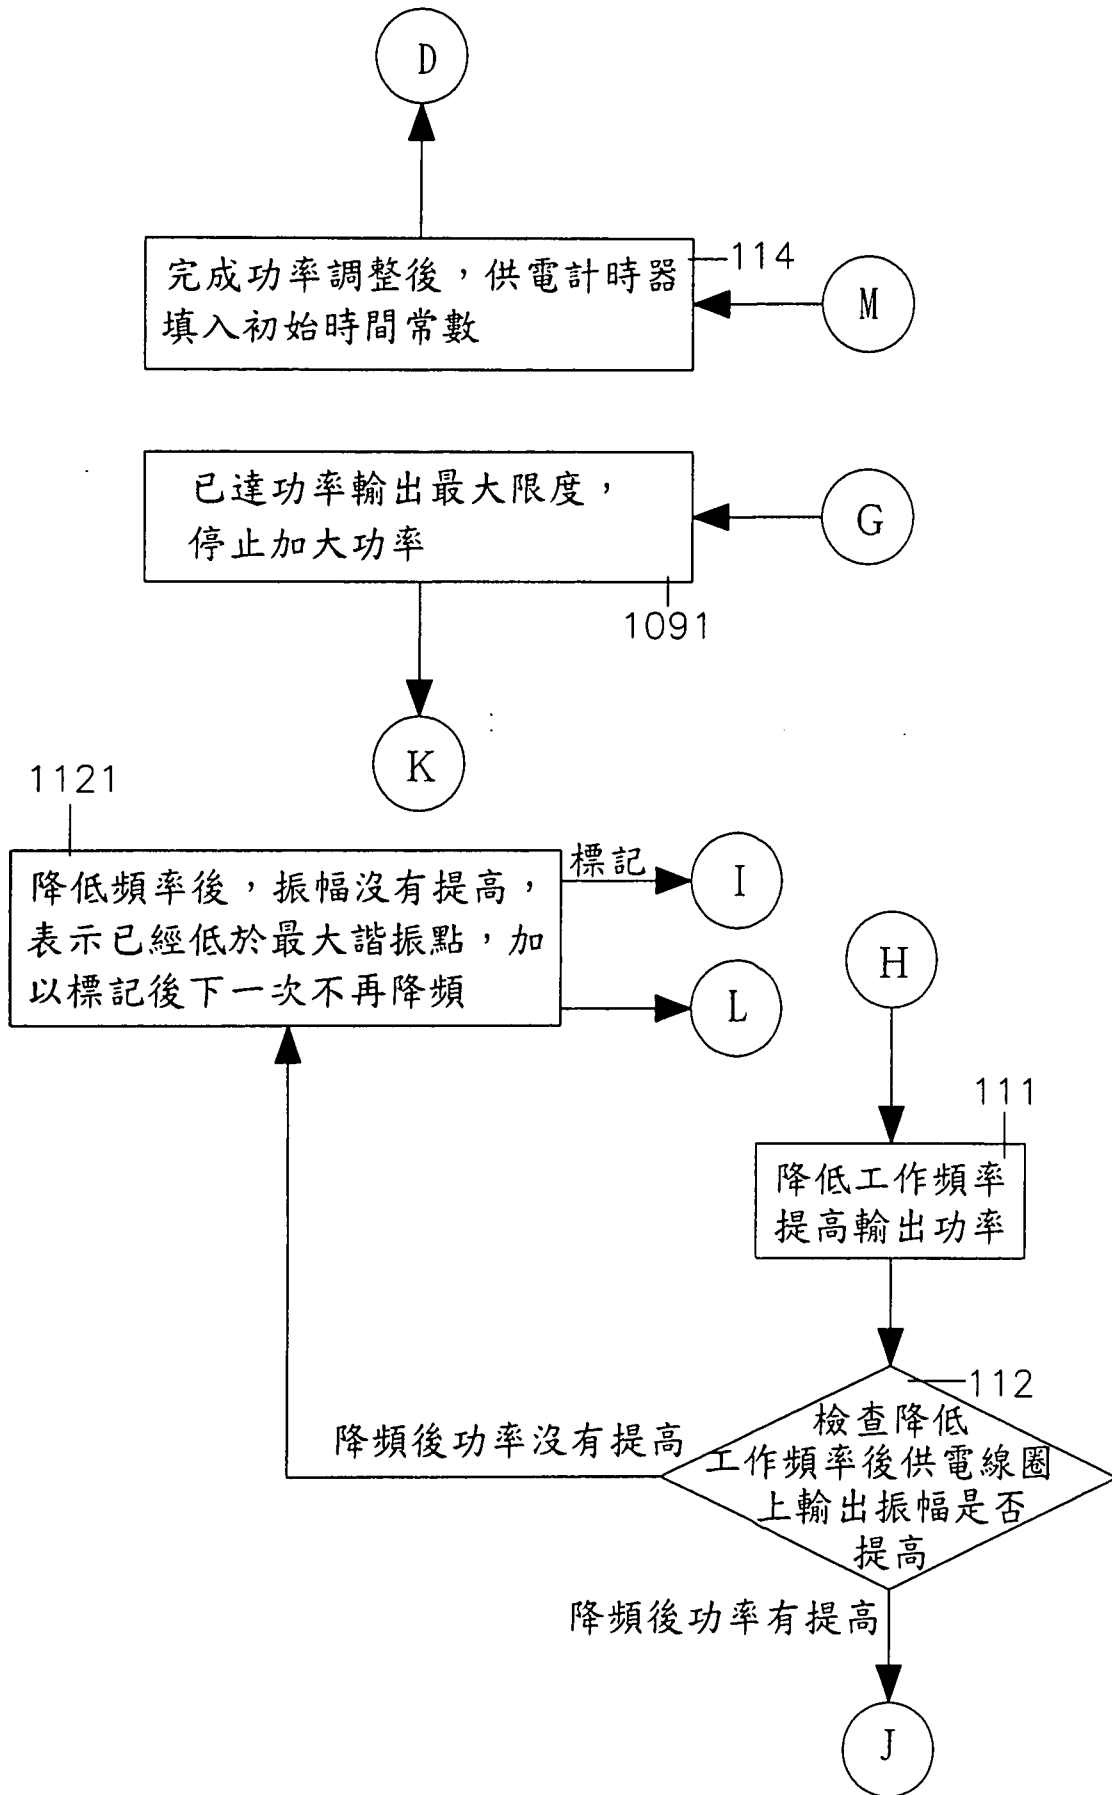 D
114
完成功率調整後，供電計時器
填入初始時間常數
M
已達功率輸出最大限度，
停止加大功率
G
1091
K
1121
降低頻率後，振幅沒有提高，
表示已經低於最大諧振點，加
以標記後下一次不再降頻
標記
I
L
H
111
降低工作頻率
提高輸出功率
112
檢查降低
工作頻率後供電線圈
上輸出振幅是否
提高
降頻後功率沒有提高
降頻後功率有提高
J